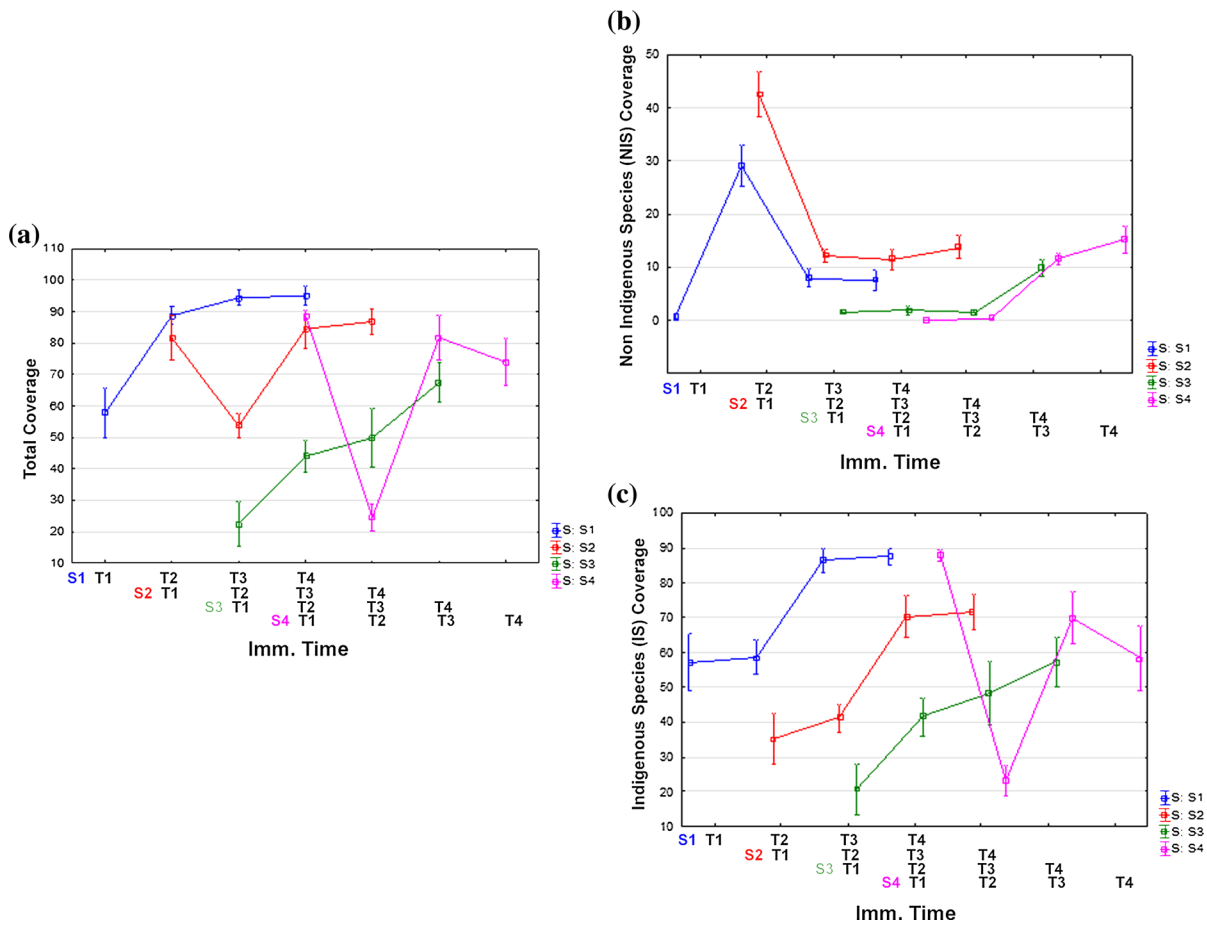 (a)
Total Coverage
110
100
90
80
70
60
50
40
30
20
10
S1 T1 T2 T3 T4
S2 T1 T2 T3 T4
S3 T1 T2 T3 T4
S4 T1 T2 T3 T4
Imm. Time
S: S1
S: S2
S: S3
S: S4
(b)
Non Indigenous Species (NIS) Coverage
50
40
30
20
10
0
S1 T1 T2 T3 T4
S2 T1 T2 T3 T4
S3 T1 T2 T3 T4
S4 T1 T2 T3 T4
Imm. Time
S: S1
S: S2
S: S3
S: S4
(c)
Indigenous Species (IS) Coverage
100
90
80
70
60
50
40
30
20
10
S1 T1 T2 T3 T4
S2 T1 T2 T3 T4
S3 T1 T2 T3 T4
S4 T1 T2 T3 T4
Imm. Time
S: S1
S: S2
S: S3
S: S4